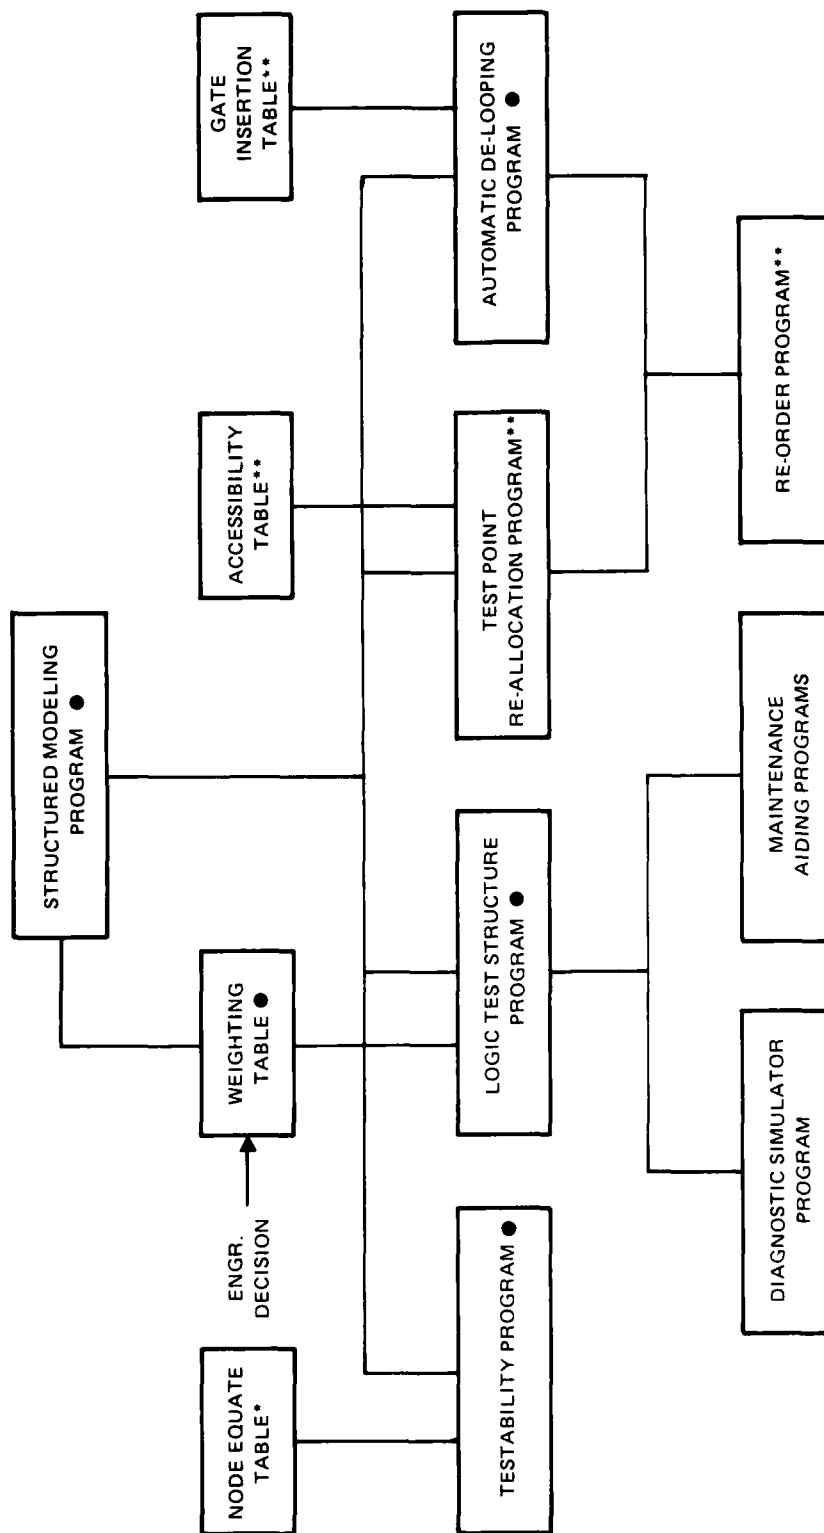 STRUCTURED MODELING
PROGRAM ●
NODE EQUATE
TABLE*
ENGR.
DECISION
WEIGHTING
TABLE ●
ACCESSIBILITY
TABLE**
GATE
INSERTION
TABLE**
TESTABILITY PROGRAM ●
LOGIC TEST STRUCTURE
PROGRAM ●
TEST POINT
RE-ALLOCATION PROGRAM**
AUTOMATIC DE-LOOPING
PROGRAM ●
DIAGNOSTIC SIMULATOR
PROGRAM
MAINTENANCE
AIDING PROGRAMS
RE-ORDER PROGRAM**